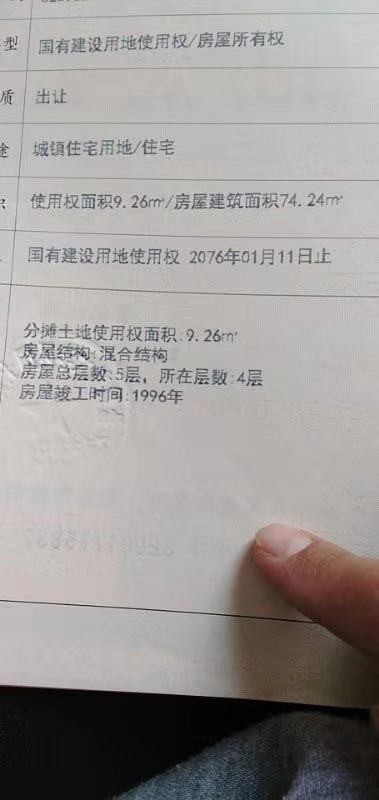 型 国有建设用地使用权/房屋所有权
质 出让
途 城镇住宅用地/住宅
使用权面积9.26㎡/房屋建筑面积74.24㎡
国有建设用地使用权 2076年01月11日止
分摊土地使用权面积:9.26㎡
房屋结构:混合结构
房屋总层数:5层，所在层数:4层
房屋竣工时间:1996年